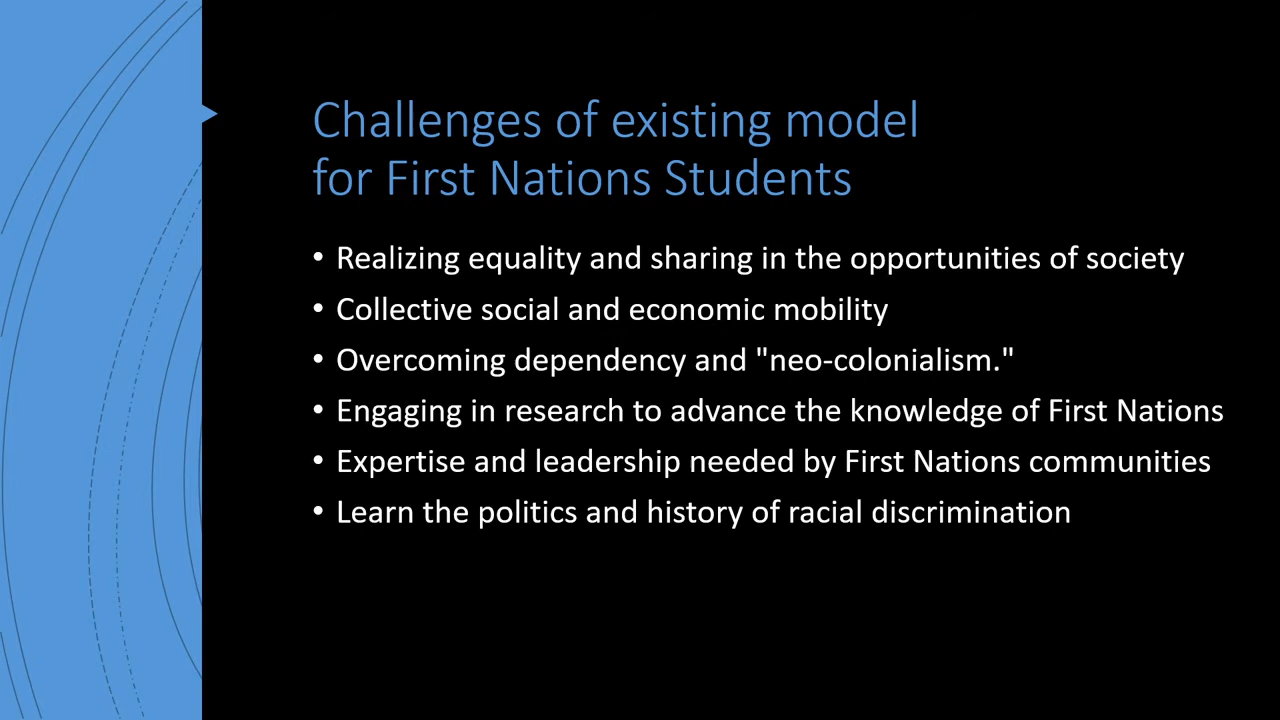 Challenges of existing model
for First Nations Students
• Realizing equality and sharing in the opportunities of society
• Collective social and economic mobility
• Overcoming dependency and "neo-colonialism."
• Engaging in research to advance the knowledge of First Nations
• Expertise and leadership needed by First Nations communities
• Learn the politics and history of racial discrimination